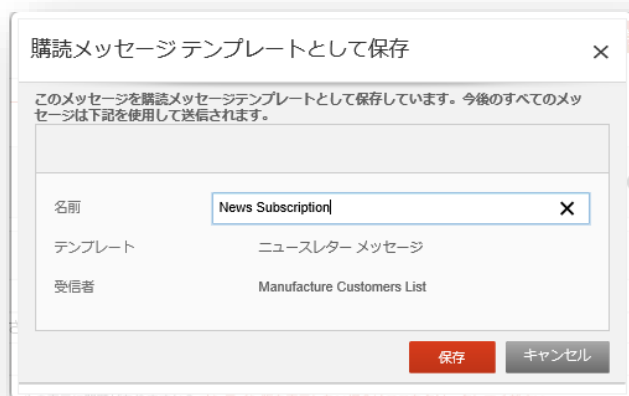 購読メッセージ テンプレートとして保存
このメッセージを購読メッセージテンプレートとして保存しています。今後のすべてのメッ
セージは下記を使用して送信されます。
名前 News Subscription
テンプレート ニュースレター メッセージ
受信者 Manufacture Customers List
保存 キャンセル